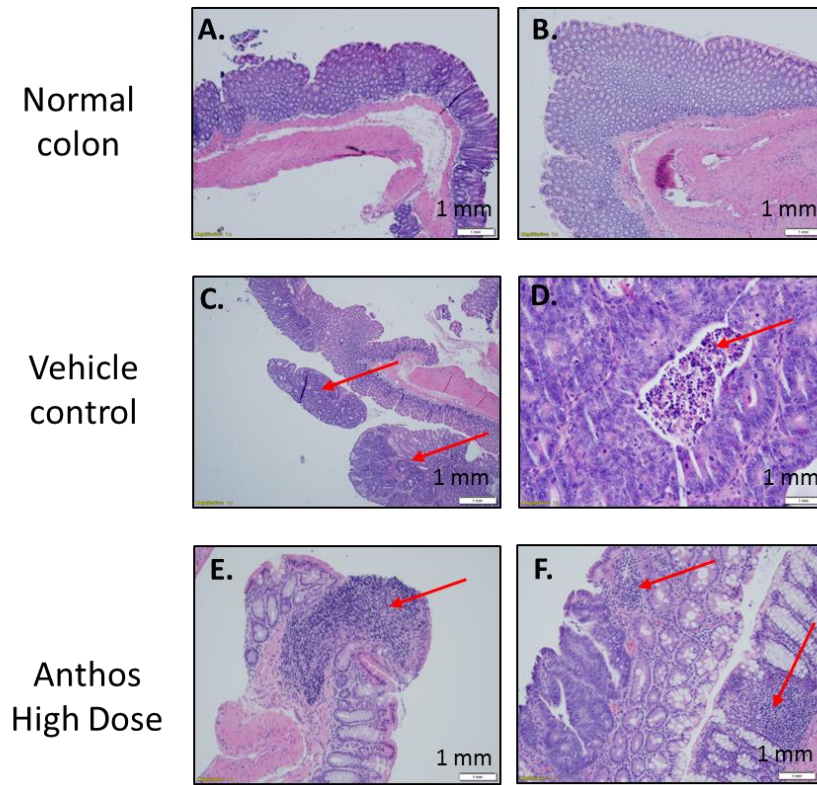 Normal
colon
A.
1 mm
B.
1 mm
Vehicle
control
C.
1 mm
D.
1 mm
Anthos
High Dose
E.
1 mm
F.
1 mm